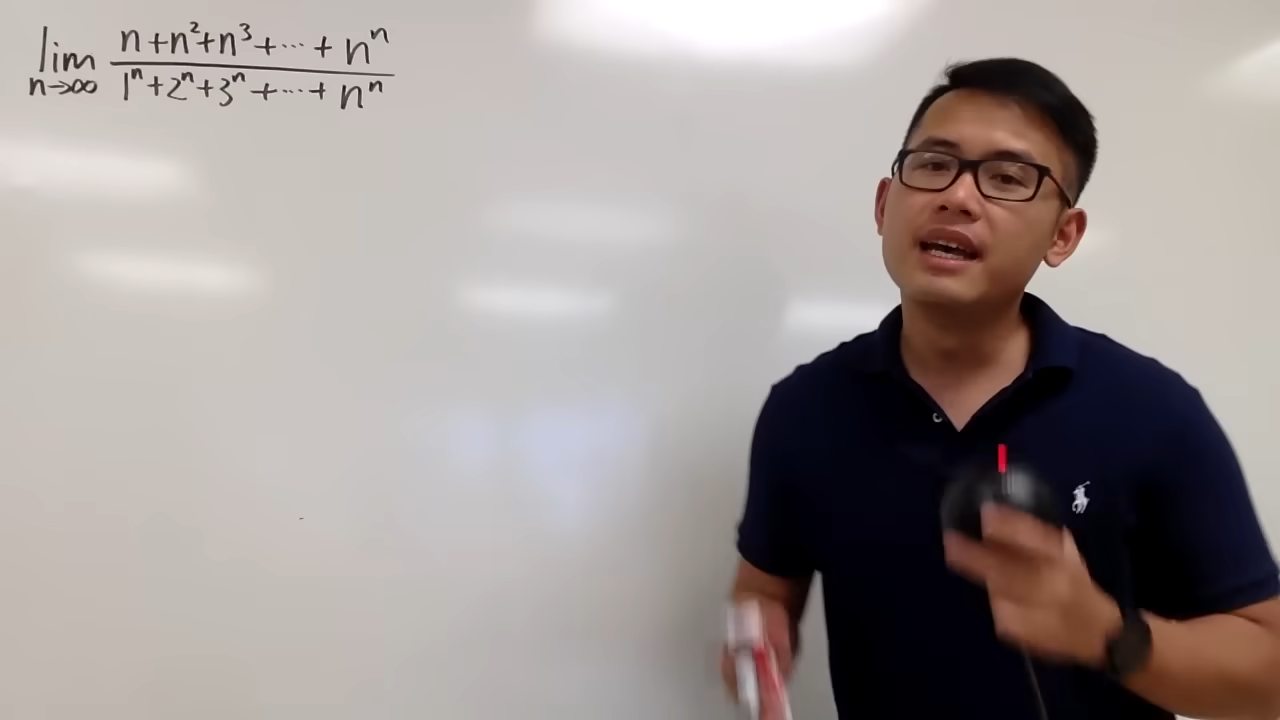 lim n+n²+n³+⋯+nⁿ
n→∞ 1ⁿ+2ⁿ+3ⁿ+⋯+nⁿ